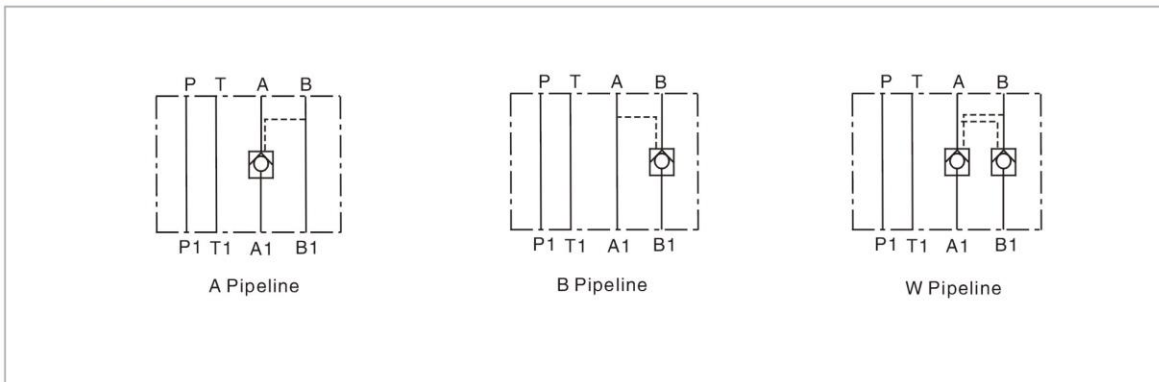 P T A B
P1 T1 A1 B1
A Pipeline
P T A B
P1 T1 A1 B1
B Pipeline
P T A B
P1 T1 A1 B1
W Pipeline